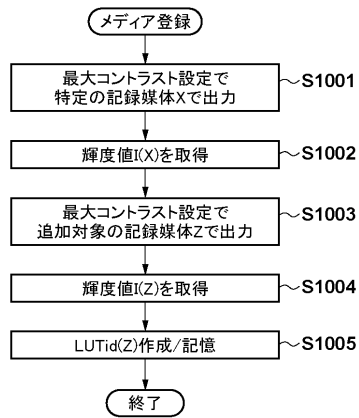 メディア登録
最大コントラスト設定で
特定の記録媒体Xで出力
S1001
輝度値I(X)を取得
S1002
最大コントラスト設定で
追加対象の記録媒体Zで出力
S1003
輝度値I(Z)を取得
S1004
LUTid(Z)作成/記憶
S1005
終了